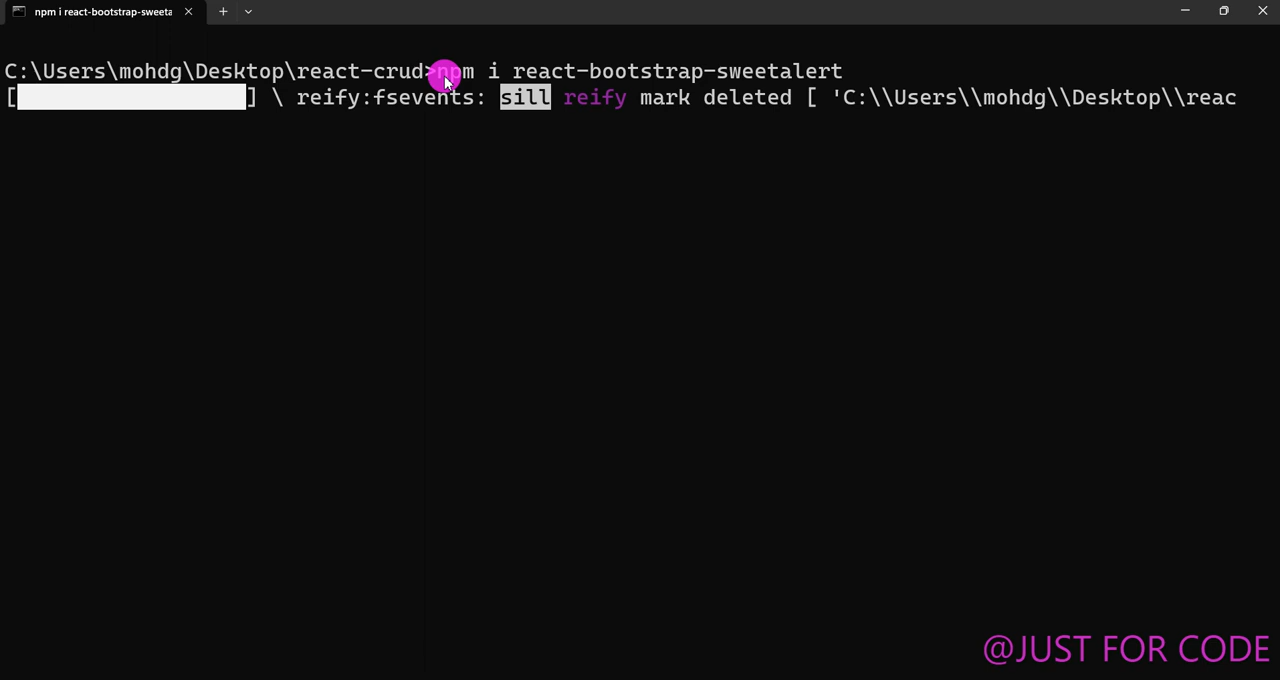 npm i react-bootstrap-sweeta
C:\Users\mohdg\Desktop\react-crud>npm i react-bootstrap-sweetalert
[                  ] \ reify:fsevents: sill reify mark deleted [ 'C:\\Users\\mohdg\\Desktop\\reac
@JUST FOR CODE